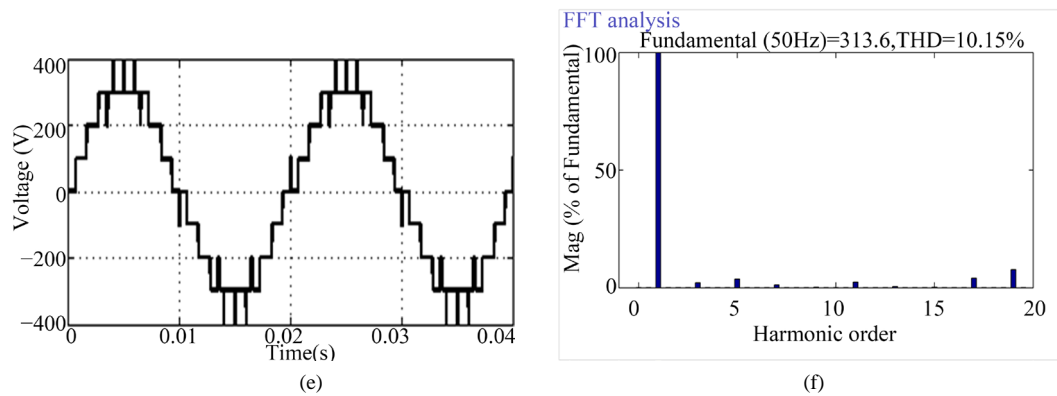 Voltage (V)
400
200
0
−200
−400
0
0.01
0.02
0.03
0.04
Time(s)
(e)
FFT analysis
Fundamental (50Hz)=313.6,THD=10.15%
Mag (% of Fundamental)
100
50
0
0
5
10
15
20
Harmonic order
(f)